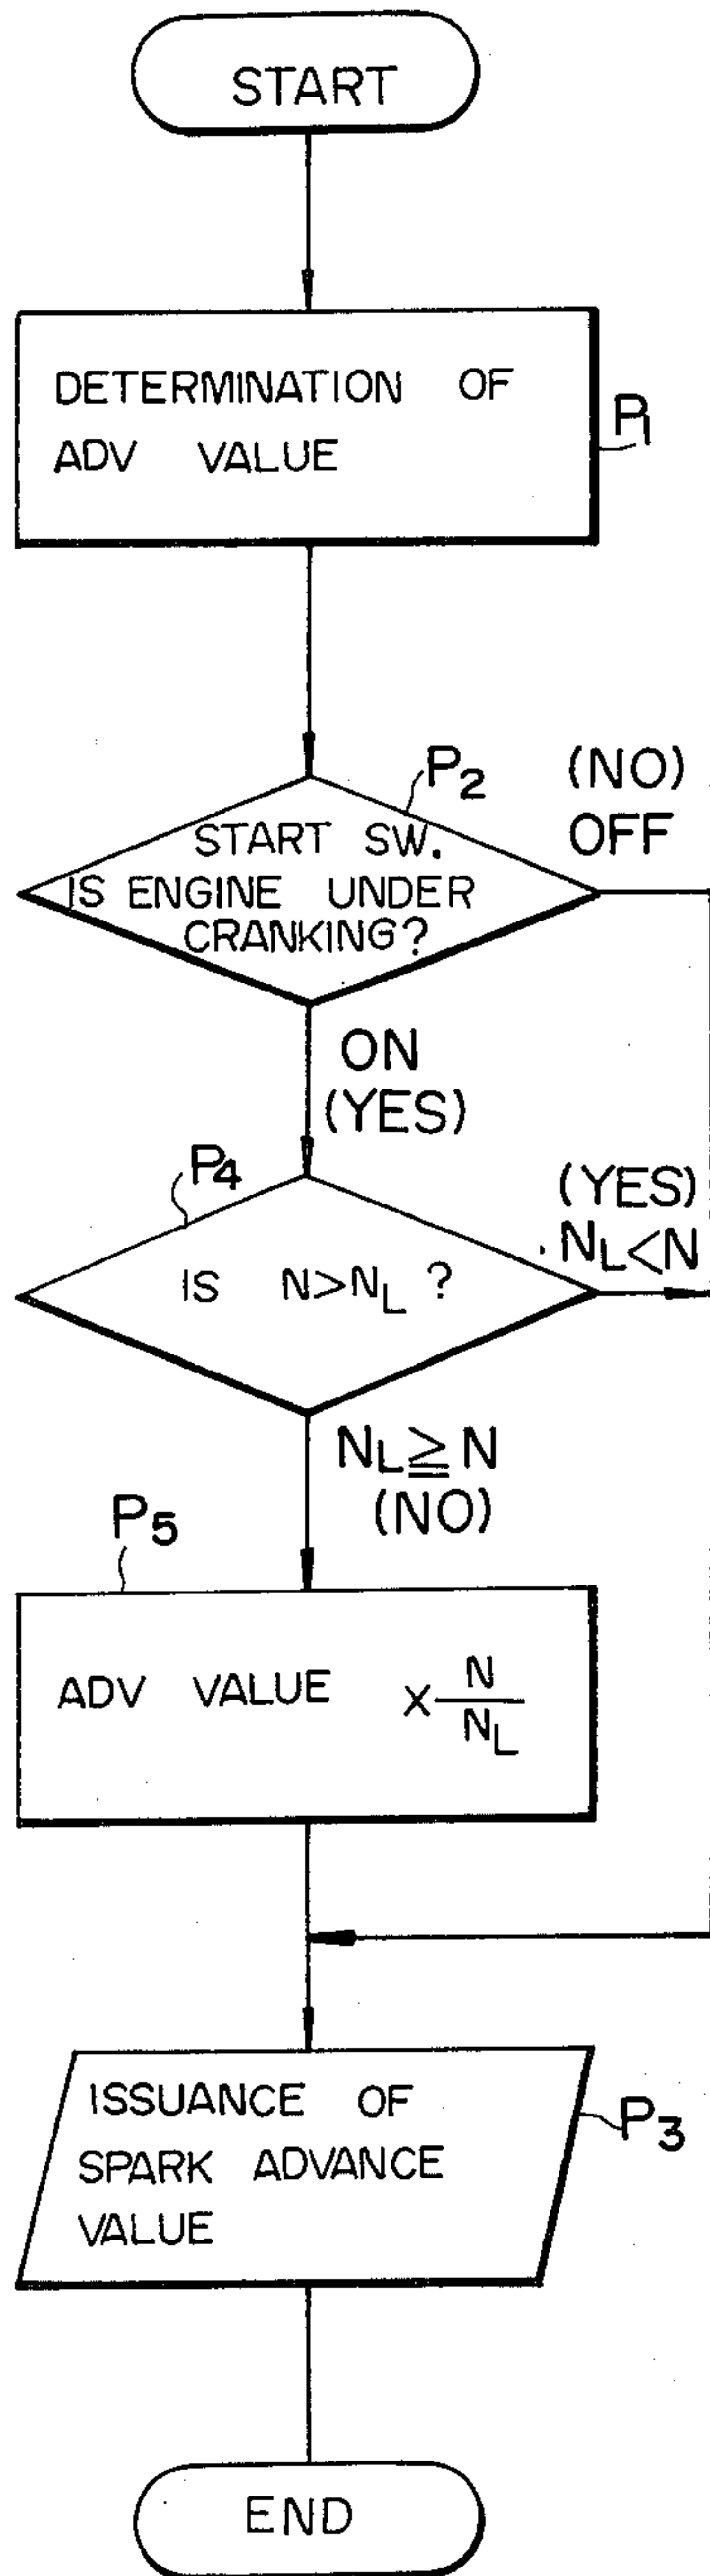 START
DETERMINATION OF
ADV VALUE
P1
P2
(NO)
OFF
START SW.
IS ENGINE UNDER
CRANKING?
ON
(YES)
P4
(YES)
NL<N
IS N>NL ?
NL≧N
(NO)
P5
ADV VALUE × N/NL
ISSUANCE OF
SPARK ADVANCE
VALUE
P3
END